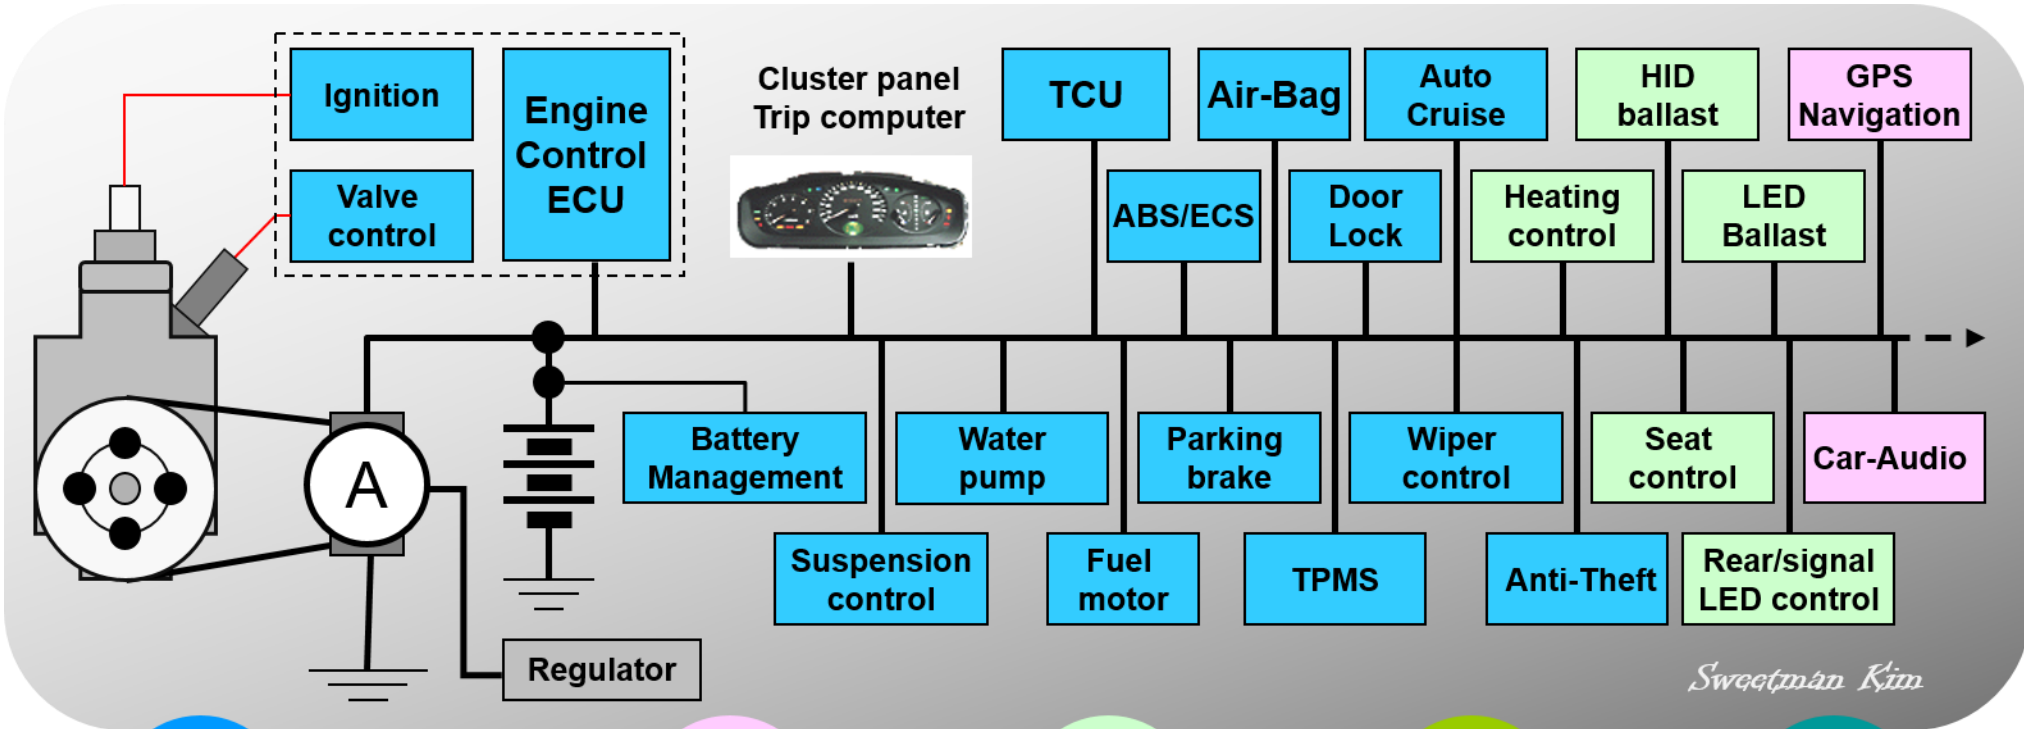 Ignition
Engine
Control
ECU
Valve
control
Cluster panel
Trip computer
TCU
Air-Bag
Auto
Cruise
HID
ballast
GPS
Navigation
ABS/ECS
Door
Lock
Heating
control
LED
Ballast
A
Battery
Management
Water
pump
Parking
brake
Wiper
control
Seat
control
Car-Audio
Suspension
control
Fuel
motor
TPMS
Anti-Theft
Rear/signal
LED control
Regulator
Sweetman Kim